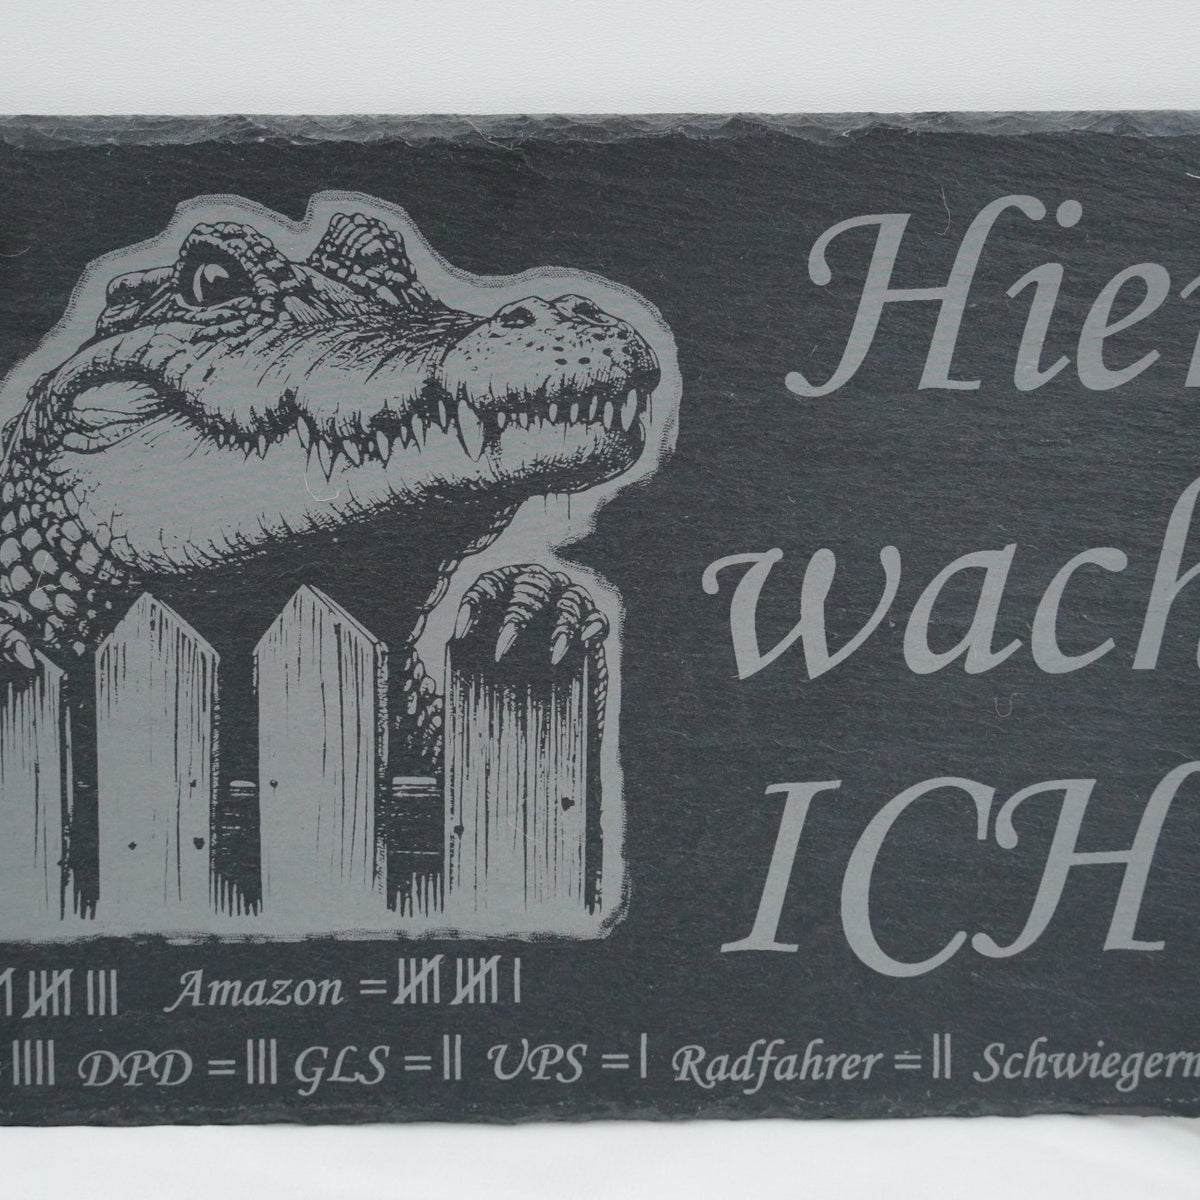 Hier
wach
ICH
Amazon =
DPD = ||| GLS = || UPS = | Radfahrer = || Schwiegerm